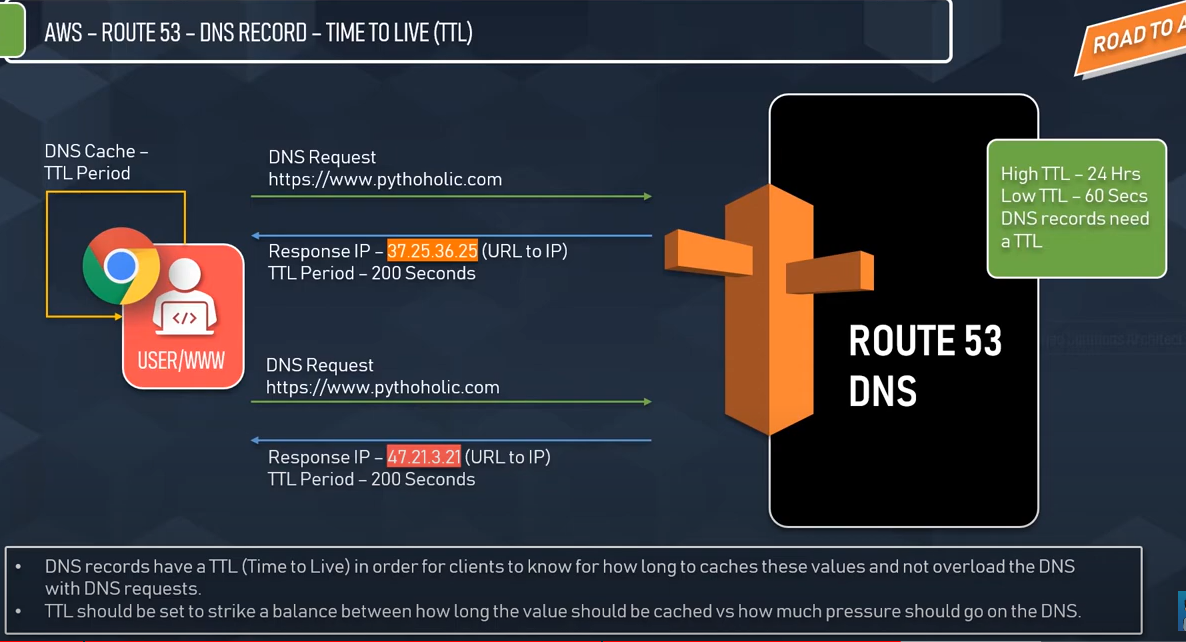 AWS – ROUTE 53 – DNS RECORD – TIME TO LIVE (TTL)
ROAD TO
DNS Cache –
TTL Period
DNS Request
https://www.pythoholic.com
Response IP – 37.25.36.25 (URL to IP)
TTL Period – 200 Seconds
USER/WWW
DNS Request
https://www.pythoholic.com
Response IP – 47.21.3.21 (URL to IP)
TTL Period – 200 Seconds
High TTL – 24 Hrs
Low TTL – 60 Secs
DNS records need
a TTL
ROUTE 53
DNS
• DNS records have a TTL (Time to Live) in order for clients to know for how long to caches these values and not overload the DNS
with DNS requests.
• TTL should be set to strike a balance between how long the value should be cached vs how much pressure should go on the DNS.